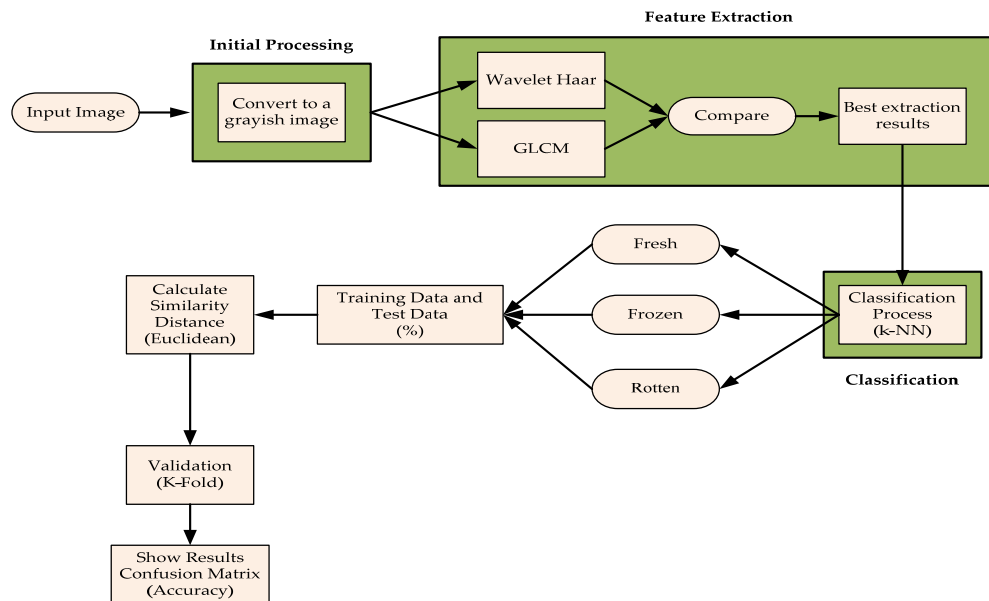 Feature Extraction
Initial Processing
Input Image
Convert to a
grayish image
Wavelet Haar
GLCM
Compare
Best extraction
results
Fresh
Frozen
Rotten
Classification
Process
(k-NN)
Classification
Training Data and
Test Data
(%)
Calculate
Similarity
Distance
(Euclidean)
Validation
(K-Fold)
Show Results
Confusion Matrix
(Accuracy)